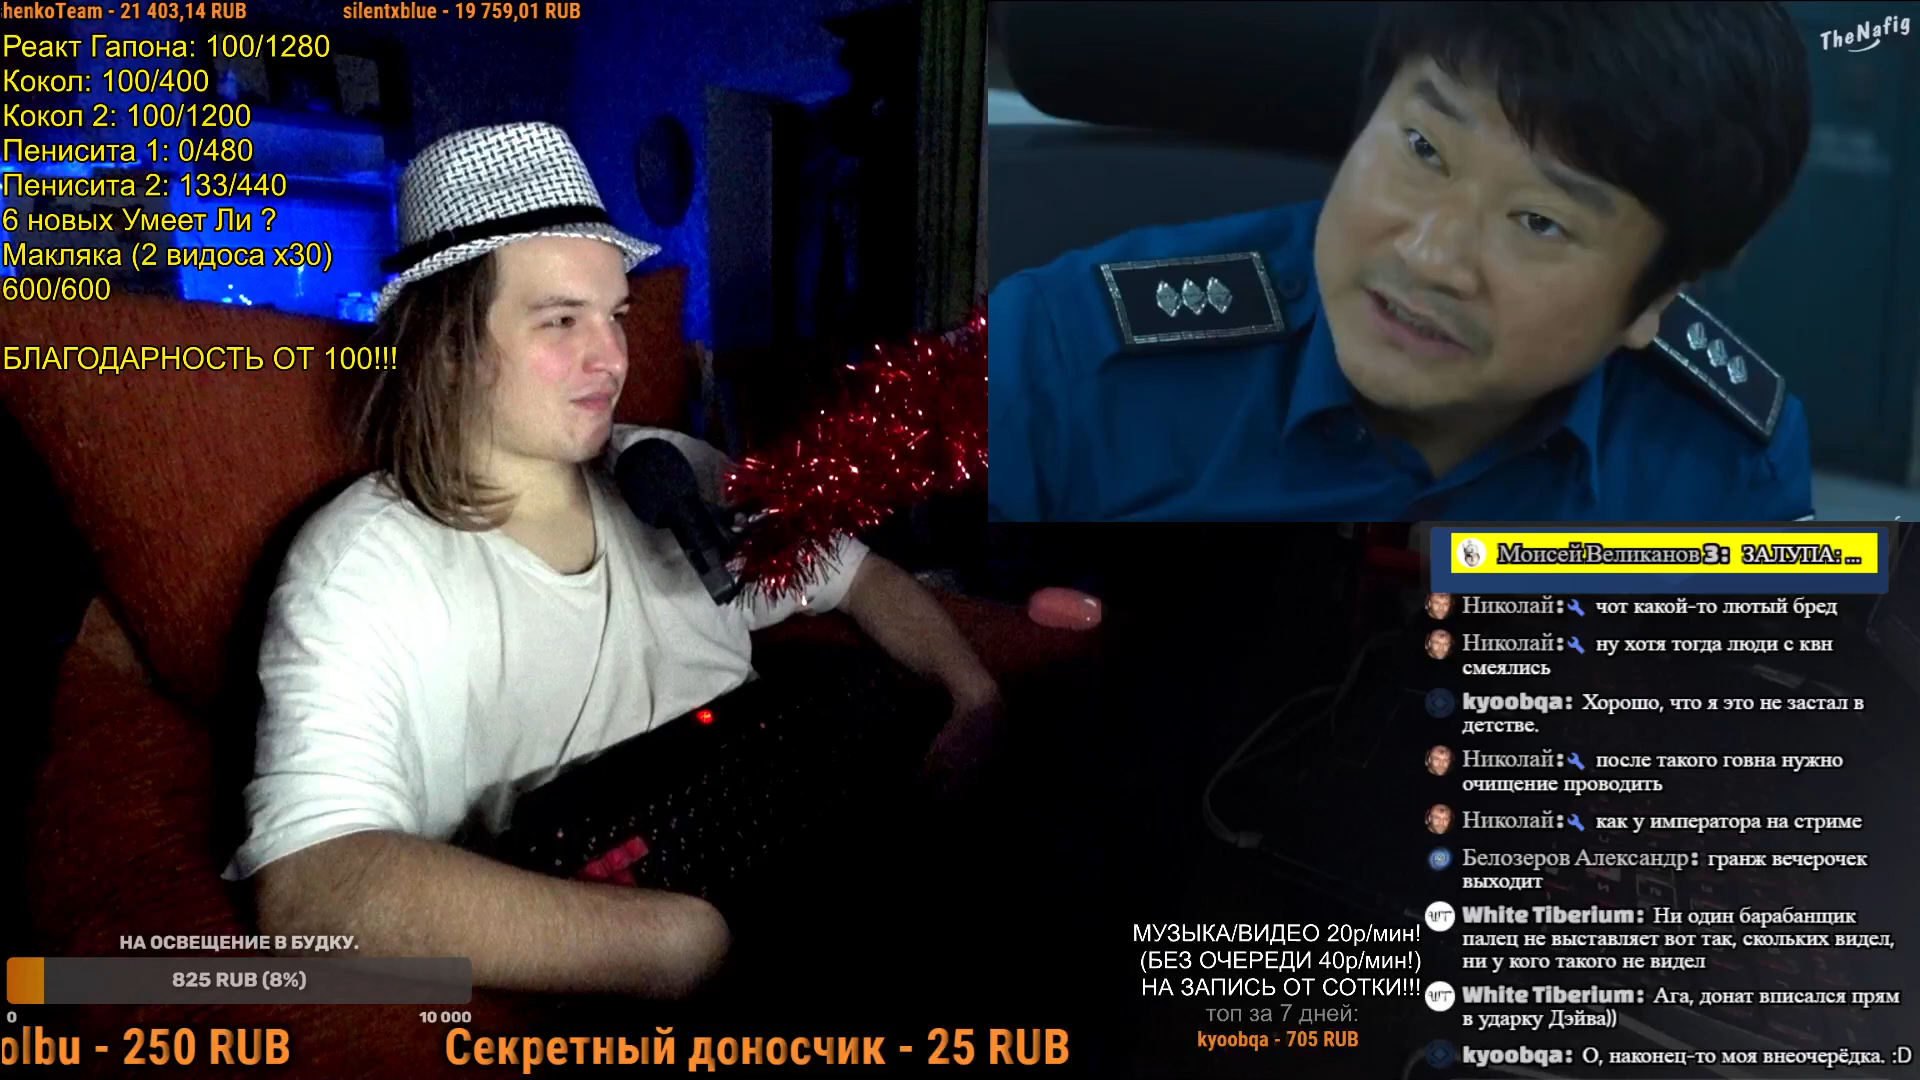 henkoTeam - 21 403,14 RUB
silentxblue - 19 759,01 RUB
Реакт Гапона: 100/1280
Кокол: 100/400
Кокол 2: 100/1200
Пенисита 1: 0/480
Пенисита 2: 133/440
6 новых Умеет Ли ?
Макляка (2 видоса х30)
600/600
БЛАГОДАРНОСТЬ ОТ 100!!!
TheNafig
МоисейВеликанов3: ЗАЛУПА: ...
Николай: чот какой-то лютый бред
Николай: ну хотя тогда люди с квн
смеялись
kyoobqa: Хорошо, что я это не застал в
детстве.
Николай: после такого говна нужно
очищение проводить
Николай: как у императора на стриме
Белозеров Александр: гранж вечерочек
выходит
White Tiberium: Ни один барабанщик
палец не выставляет вот так, скольких видел,
ни у кого такого не видел
White Tiberium: Ага, донат вписался прям
в ударку Дэйва))
kyoobqa: О, наконец-то моя внеочерёдка. :D
МУЗЫКА/ВИДЕО 20р/мин!
(БЕЗ ОЧЕРЕДИ 40р/мин!)
НА ЗАПИСЬ ОТ СОТКИ!!!
топ за 7 дней:
kyoobqa - 705 RUB
НА ОСВЕЩЕНИЕ В БУДКУ.
825 RUB (8%)
0
10 000
olbu - 250 RUB
Секретный доносчик - 25 RUB